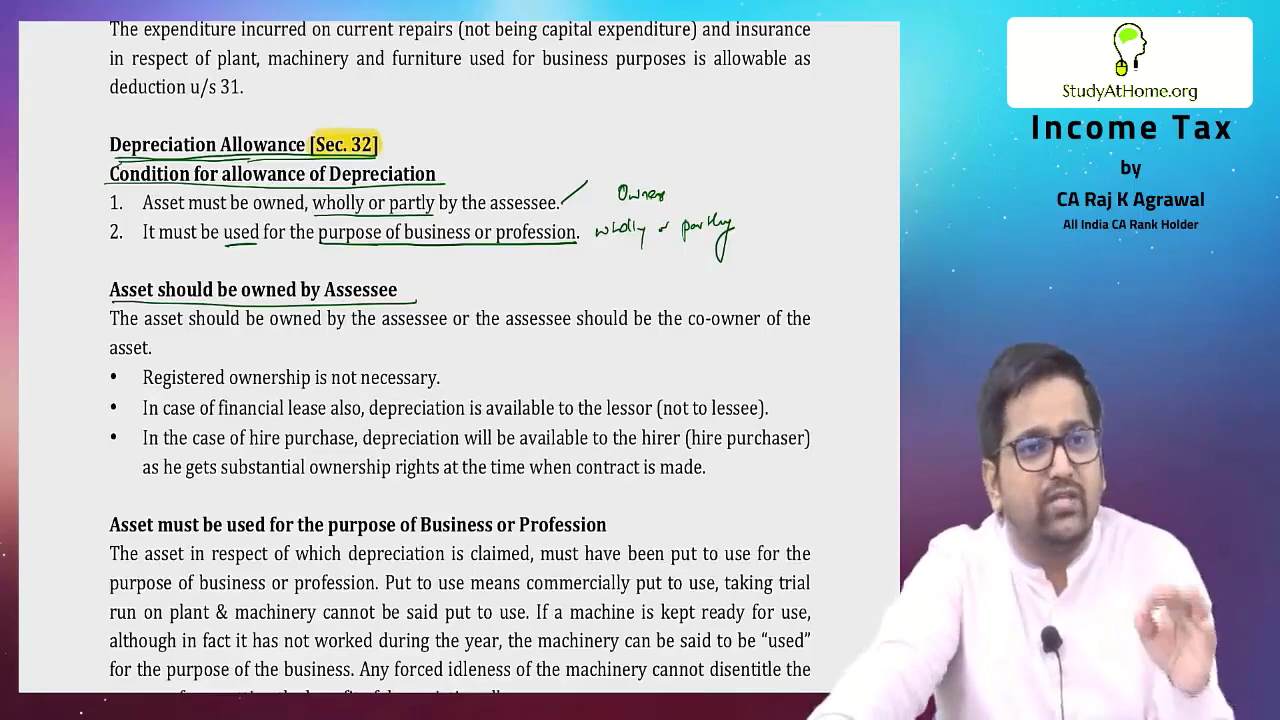 The expenditure incurred on current repairs (not being capital expenditure) and insurance
in respect of plant, machinery and furniture used for business purposes is allowable as
deduction u/s 31.
Depreciation Allowance [Sec. 32]
Condition for allowance of Depreciation
1. Asset must be owned, wholly or partly by the assessee.
Owner
2. It must be used for the purpose of business or profession.
wholly or partly
Asset should be owned by Assessee
The asset should be owned by the assessee or the assessee should be the co-owner of the
asset.
• Registered ownership is not necessary.
• In case of financial lease also, depreciation is available to the lessor (not to lessee).
• In the case of hire purchase, depreciation will be available to the hirer (hire purchaser)
as he gets substantial ownership rights at the time when contract is made.
Asset must be used for the purpose of Business or Profession
The asset in respect of which depreciation is claimed, must have been put to use for the
purpose of business or profession. Put to use means commercially put to use, taking trial
run on plant & machinery cannot be said put to use. If a machine is kept ready for use,
although in fact it has not worked during the year, the machinery can be said to be “used”
for the purpose of the business. Any forced idleness of the machinery cannot disentitle the
StudyAtHome.org
Income Tax
by
CA Raj K Agrawal
All India CA Rank Holder